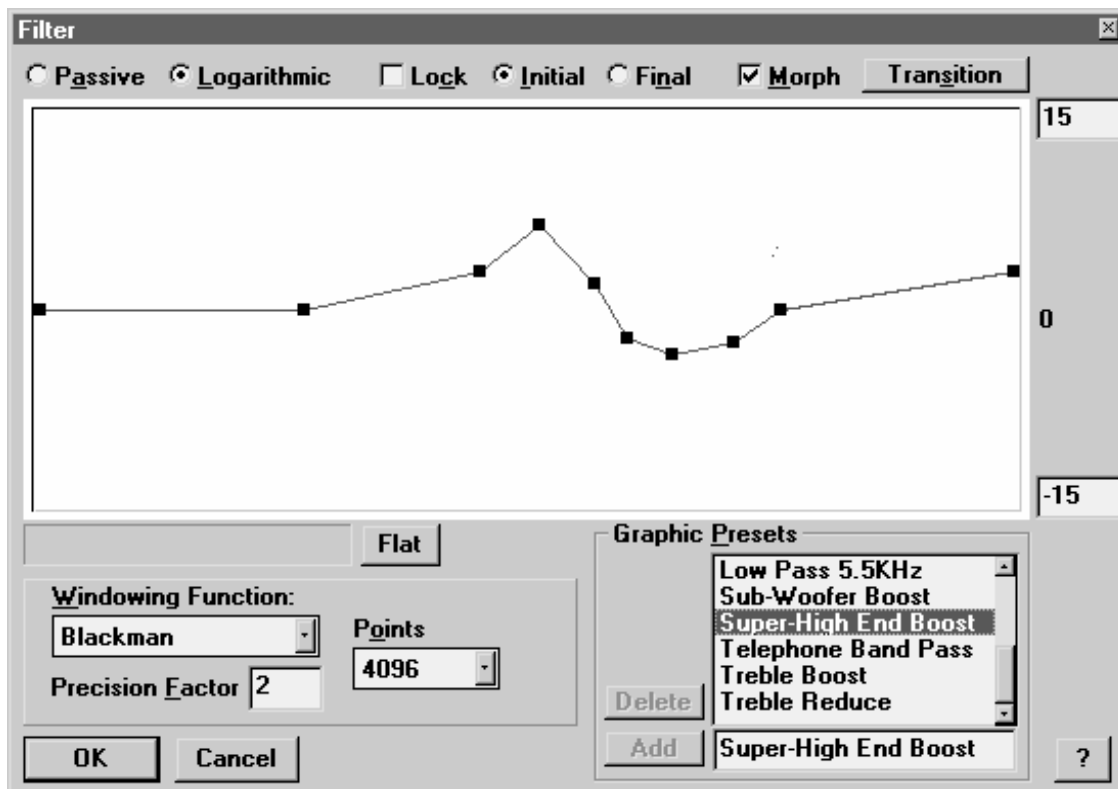 Filter
Passive Logarithmic Lock Initial Final Morph Transition
15
0
-15
Flat
Graphic Presets
Low Pass 5.5KHz
Sub-Woofer Boost
Super-High End Boost
Telephone Band Pass
Treble Boost
Treble Reduce
Delete
Add
Super-High End Boost
Windowing Function:
Blackman
Points
4096
Precision Factor 2
OK Cancel
?